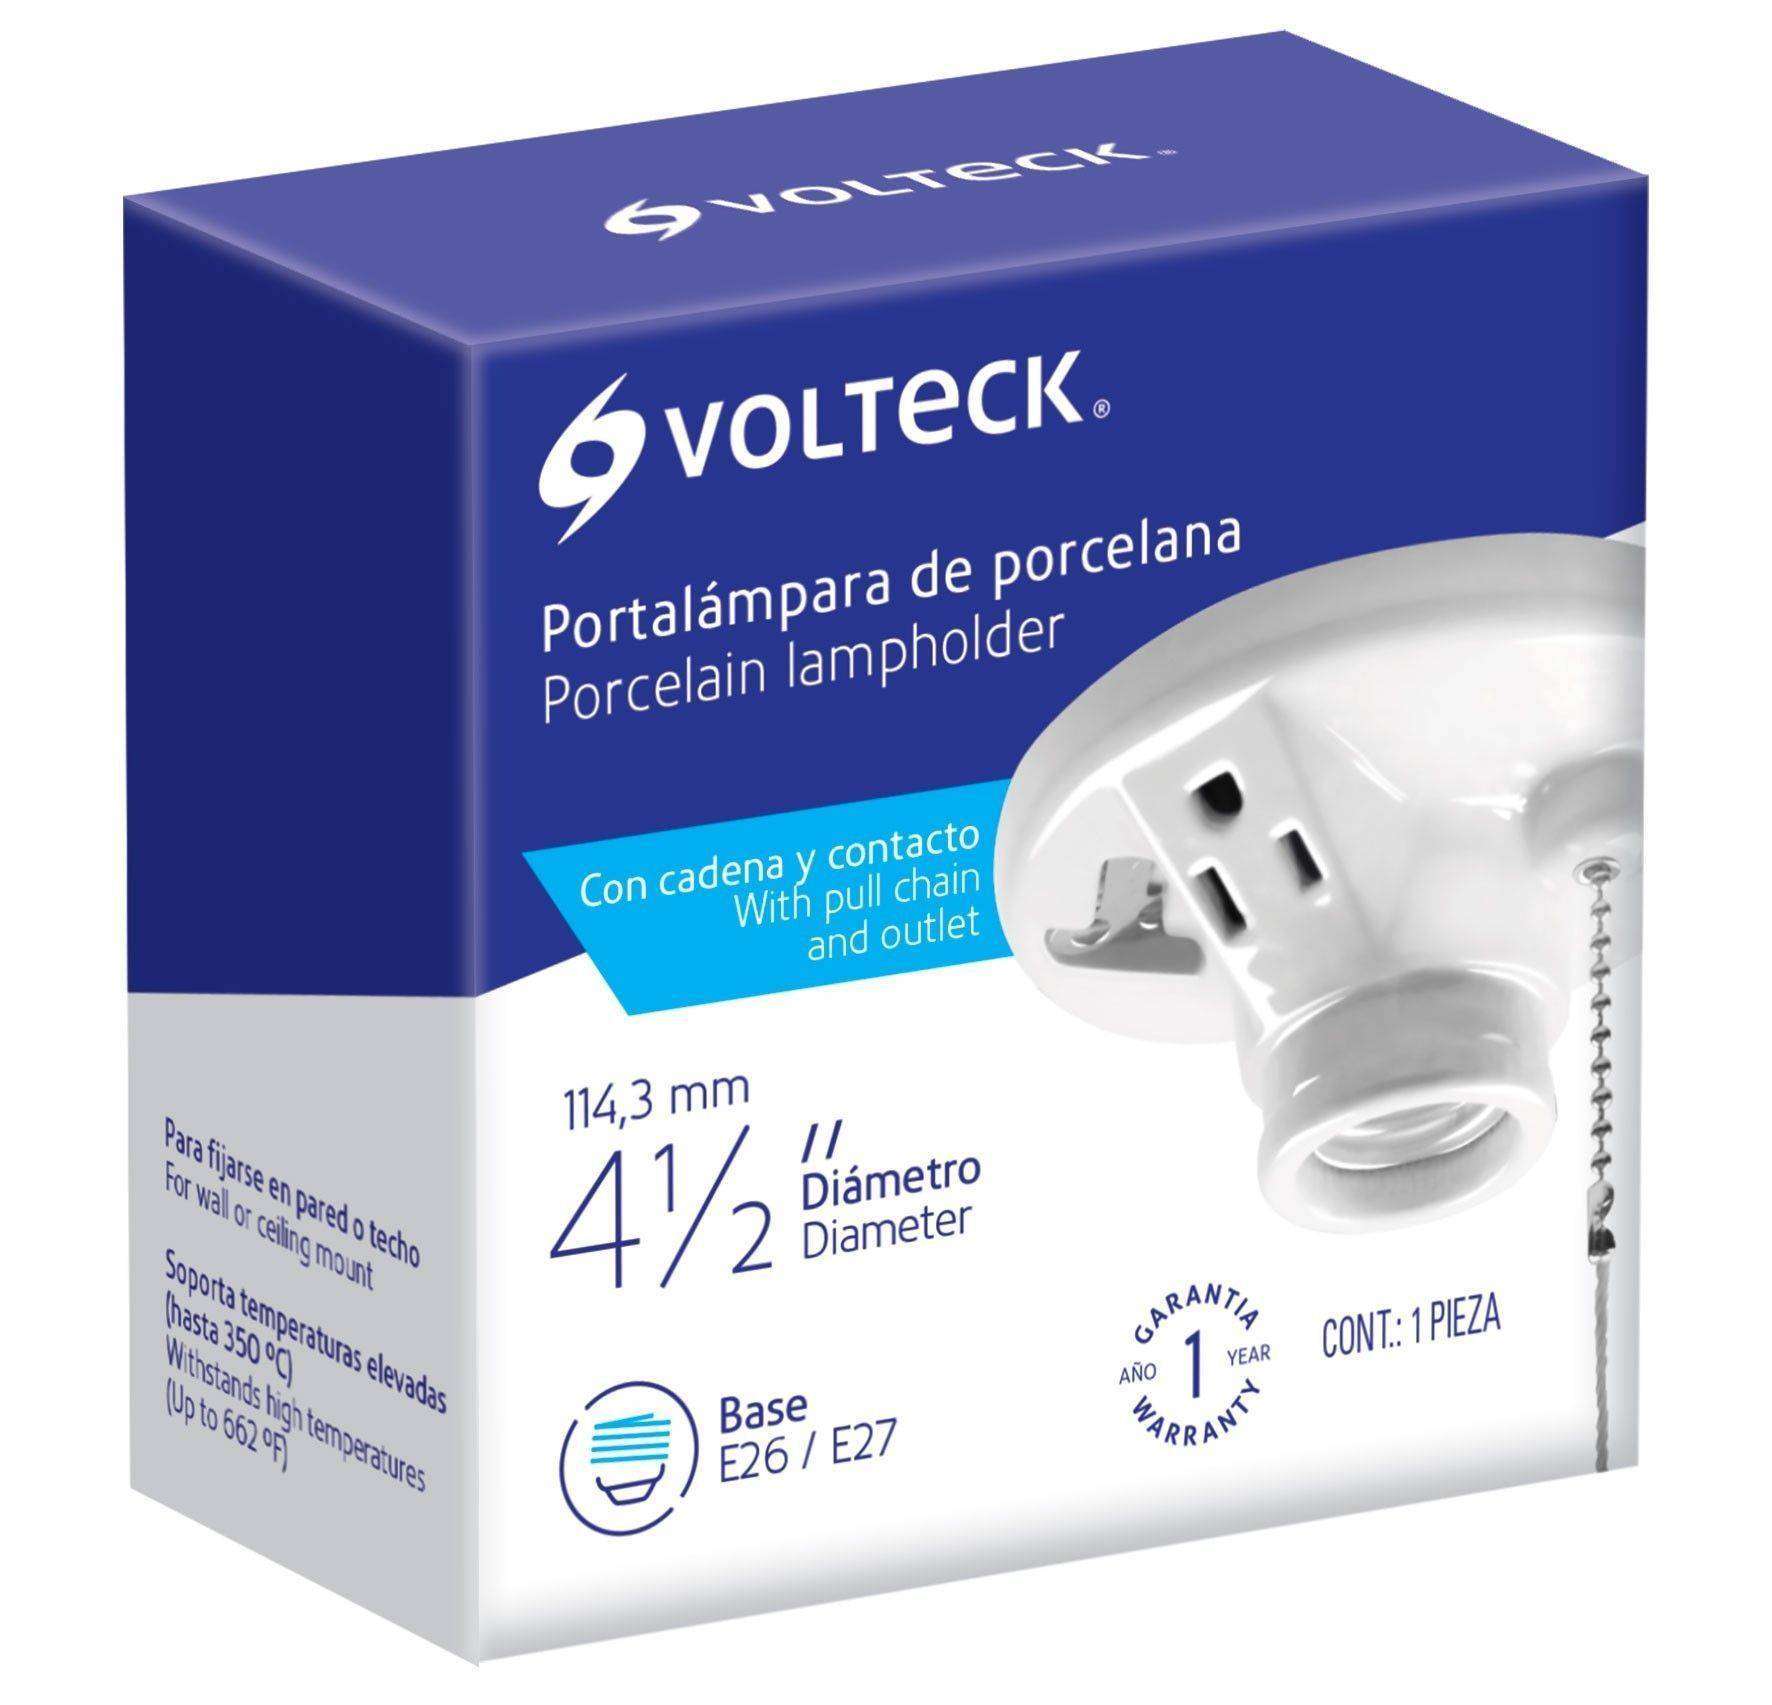 VOLTECK®
VOLTECK®
Portalámpara de porcelana
Porcelain lampholder
Con cadena y contacto
With pull chain
and outlet
114,3 mm
4 1/2 "
Diámetro
Diameter
Base
E26 / E27
GARANTIA
AÑO 1 YEAR
WARRANTY
CONT.: 1 PIEZA
Para fijarse en pared o techo
For wall or ceiling mount
Soporta temperaturas elevadas
(hasta 350 ºC)
Withstands high temperatures
(Up to 662 ºF)